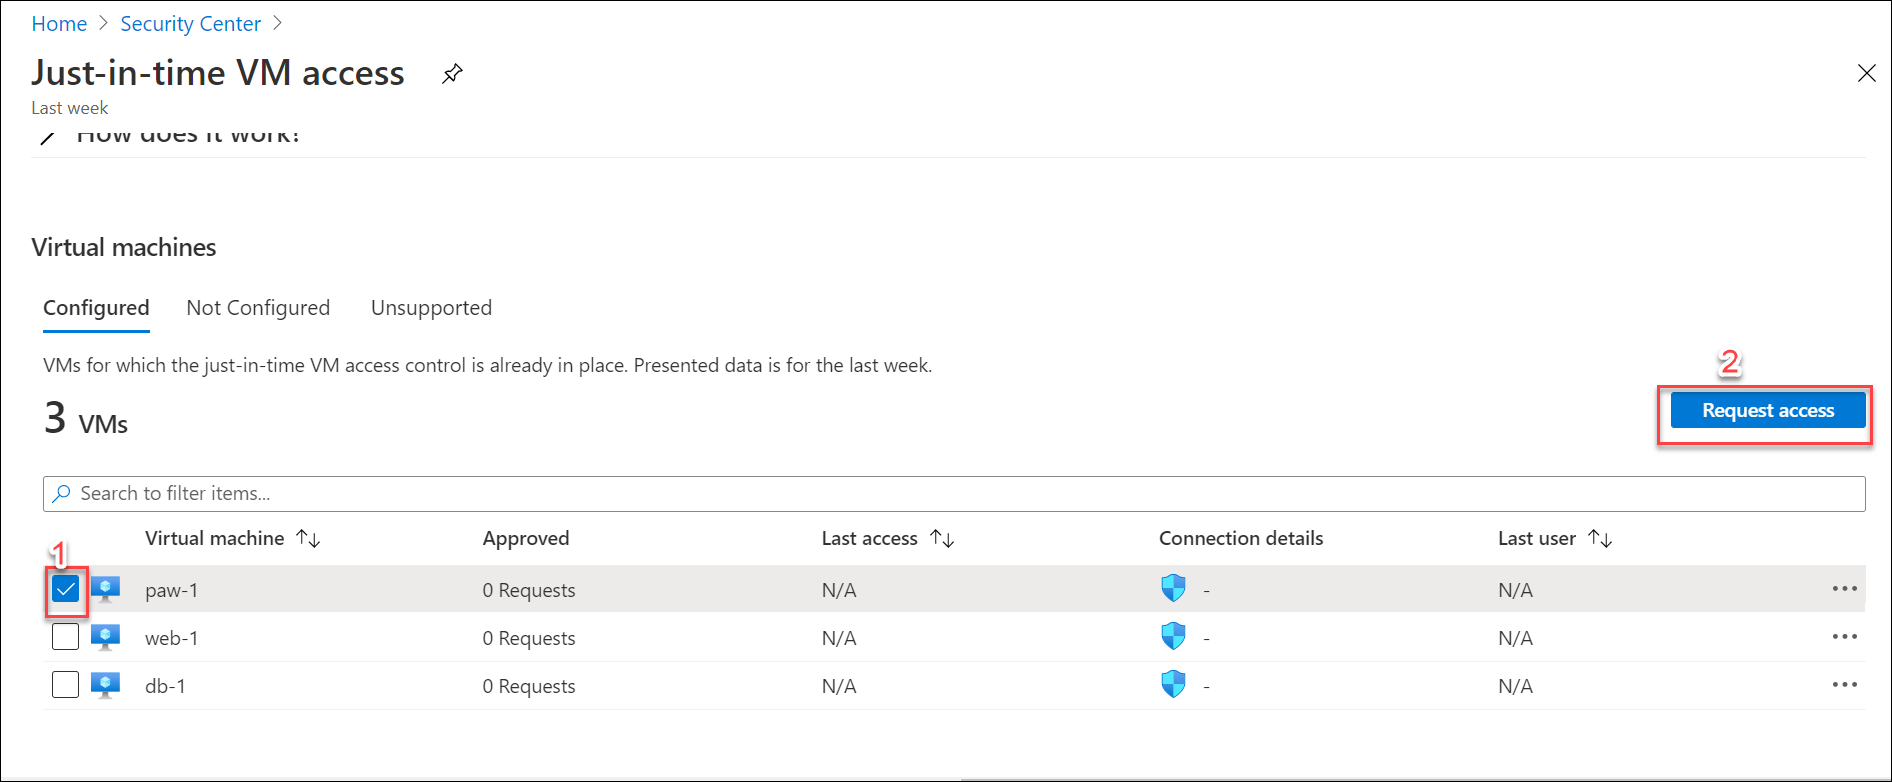 Home > Security Center >
Just-in-time VM access
Last week
How does it work?
Virtual machines
Configured Not Configured Unsupported
VMs for which the just-in-time VM access control is already in place. Presented data is for the last week.
2
3 VMs
Request access
Search to filter items...
Virtual machine ↑↓ Approved Last access ↑↓ Connection details Last user ↑↓
1
paw-1 0 Requests N/A - N/A ...
web-1 0 Requests N/A - N/A ...
db-1 0 Requests N/A - N/A ...